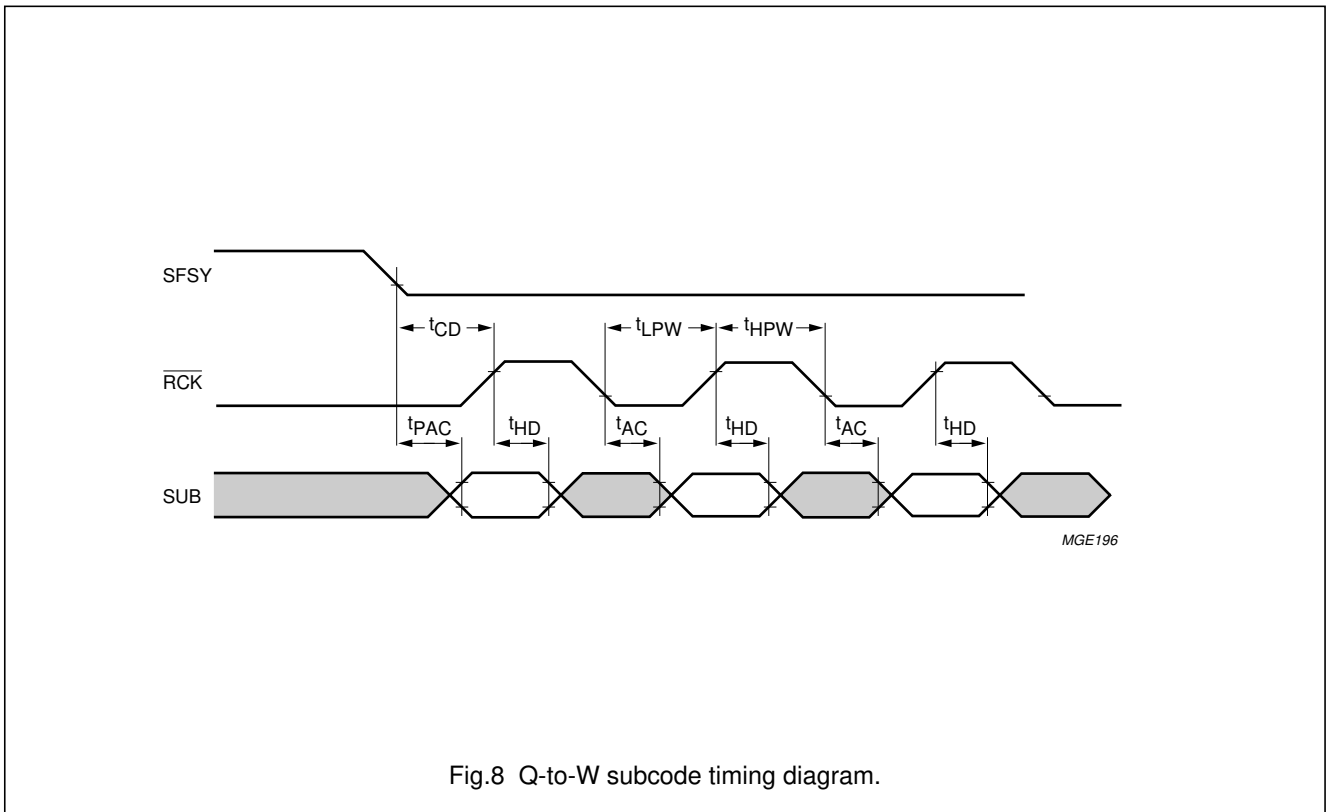 SFSY
tCD
tLPW
tHPW
RCK
tPAC
tHD
tAC
tHD
tAC
tHD
SUB
MGE196
Fig.8 Q-to-W subcode timing diagram.